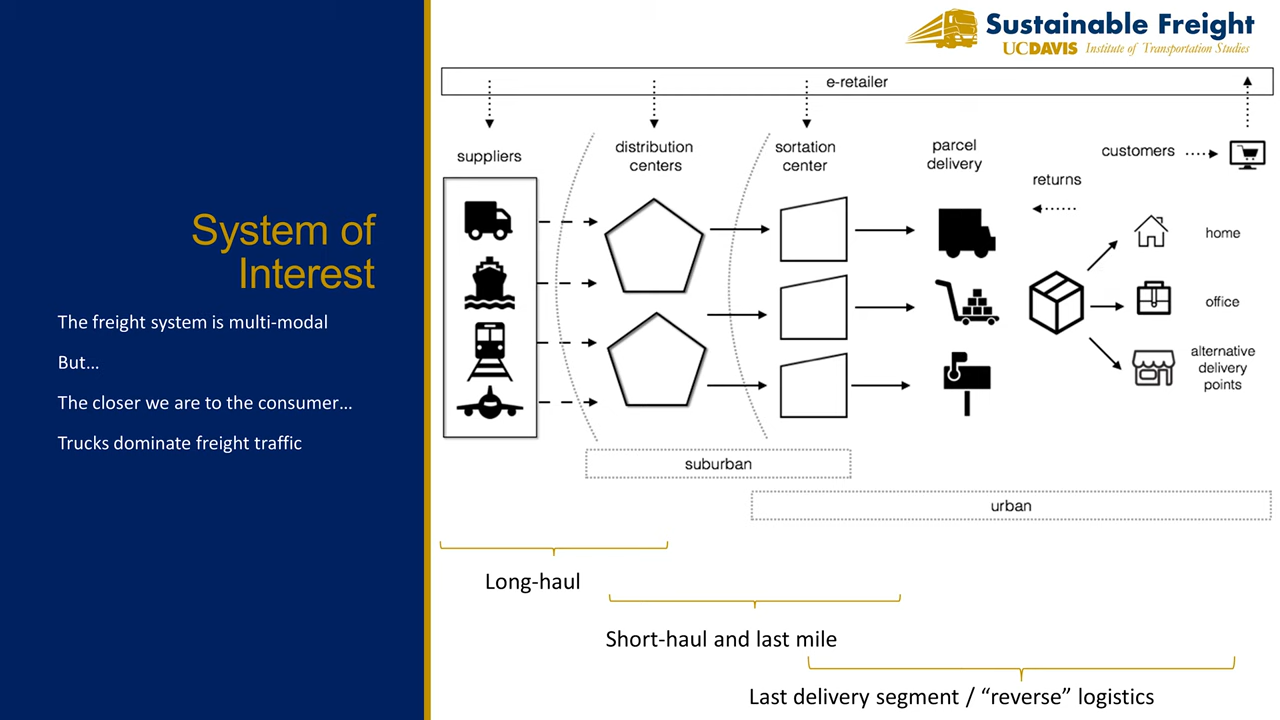 Sustainable Freight
UCDAVIS Institute of Transportation Studies
System of
Interest
The freight system is multi-modal
But…
The closer we are to the consumer…
Trucks dominate freight traffic
e-retailer
suppliers
distribution
centers
sortation
center
parcel
delivery
customers
returns
home
office
alternative
delivery
points
suburban
urban
Long-haul
Short-haul and last mile
Last delivery segment / “reverse” logistics